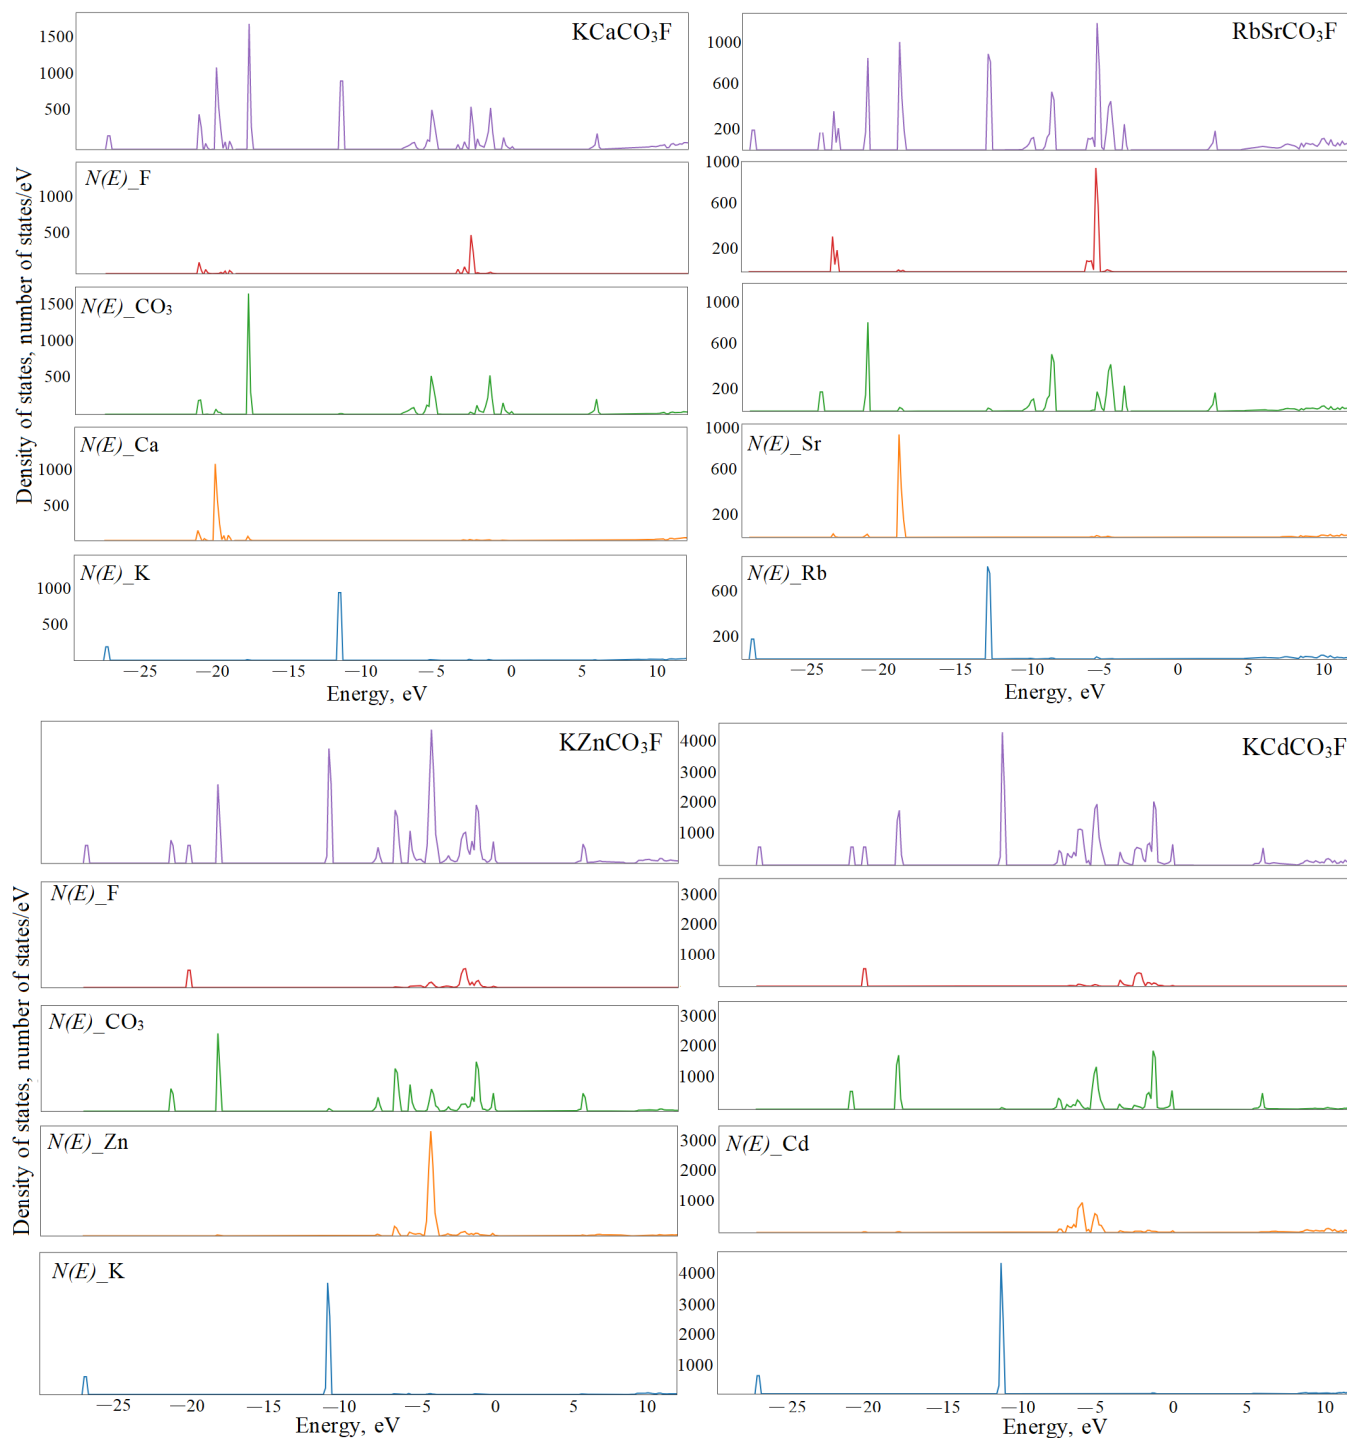 KCaCO₃F
1500
1000
500
N(E)_F
1000
500
N(E)_CO₃
1500
1000
500
N(E)_Ca
1000
500
N(E)_K
1000
500
—25 —20 —15 —10 —5 0 5 10
Energy, eV
Density of states, number of states/eV
RbSrCO₃F
1000
600
200
1000
600
200
1000
600
200
N(E)_Sr
1000
600
200
N(E)_Rb
600
200
—25 —20 —15 —10 —5 0 5 10
Energy, eV
KZnCO₃F
N(E)_F
N(E)_CO₃
N(E)_Zn
N(E)_K
—25 —20 —15 —10 —5 0 5 10
Energy, eV
Density of states, number of states/eV
KCdCO₃F
4000
3000
2000
1000
3000
2000
1000
3000
2000
1000
N(E)_Cd
3000
2000
1000
4000
3000
2000
1000
—25 —20 —15 —10 —5 0 5 10
Energy, eV